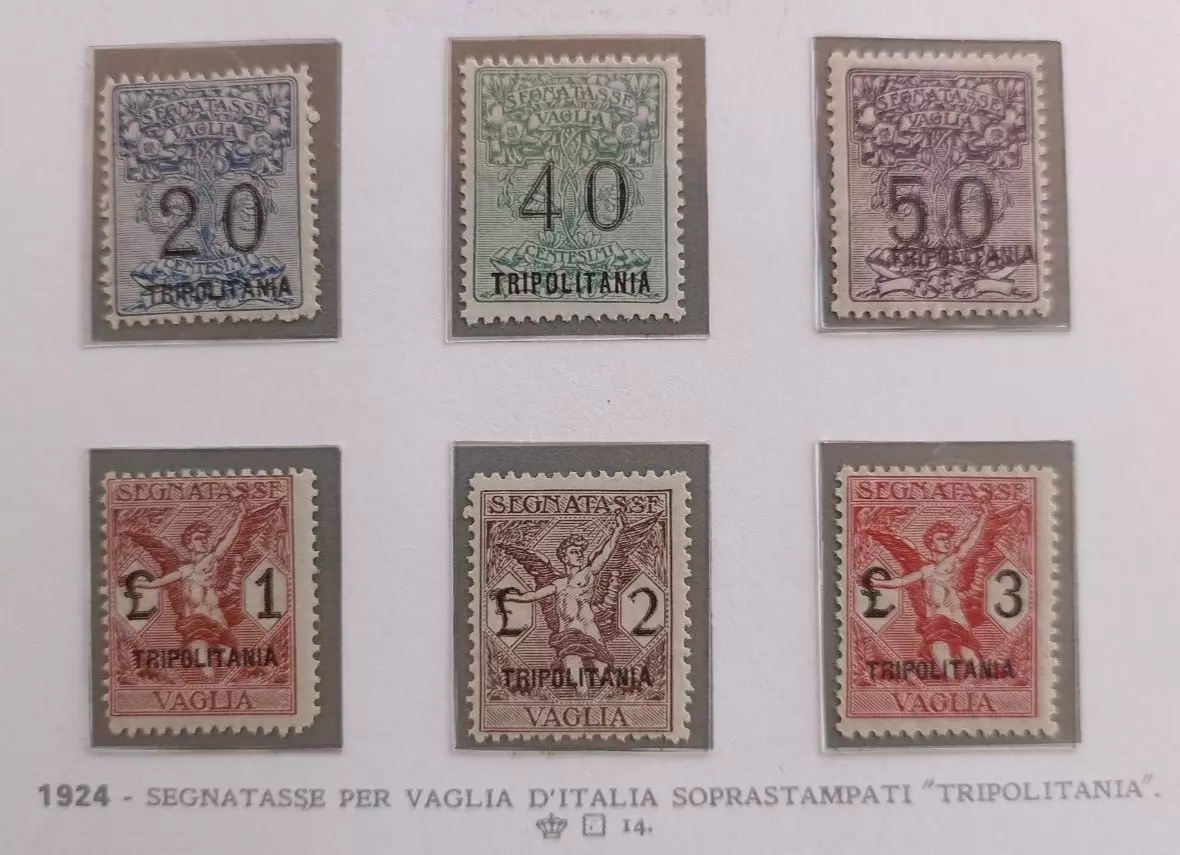 SEGNATASSE
VAGLIA
20
CENTESIMI
TRIPOLITANIA
SEGNATASSE
VAGLIA
40
CENTESIMI
TRIPOLITANIA
SEGNATASSE
VAGLIA
50
TRIPOLITANIA
SEGNATASSE
£ 1
TRIPOLITANIA
VAGLIA
SEGNATASSE
£ 2
TRIPOLITANIA
VAGLIA
SEGNATASSE
£ 3
TRIPOLITANIA
VAGLIA
1924 - SEGNATASSE PER VAGLIA D'ITALIA SOPRASTAMPATI "TRIPOLITANIA".
14.